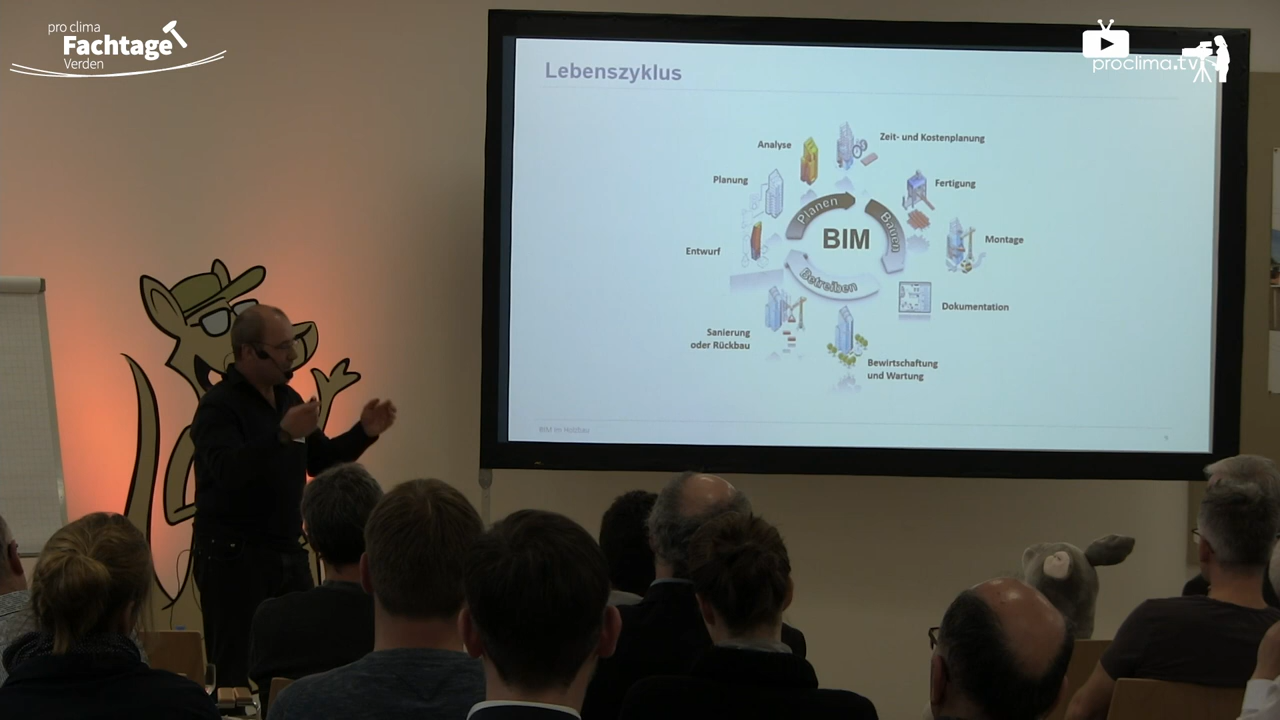 pro clima
Fachtage
Verden
proclima.tv
Lebenszyklus
Analyse
Zeit- und Kostenplanung
Planung
Fertigung
Planen
Bauen
BIM
Entwurf
Montage
Betreiben
Dokumentation
Sanierung
oder Rückbau
Bewirtschaftung
und Wartung
BIM im Holzbau